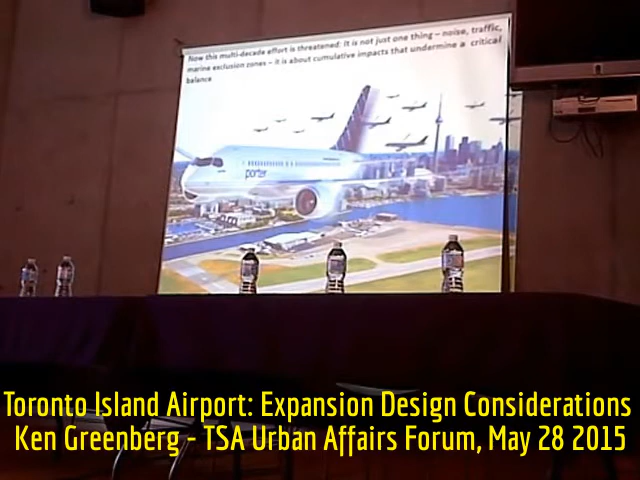 Now this multi-decade effort is threatened. It is not just one thing – noise, traffic,
marine exclusion zones – it is about cumulative impacts that undermine a critical
balance
porter
Toronto Island Airport: Expansion Design Considerations
Ken Greenberg - TSA Urban Affairs Forum, May 28 2015